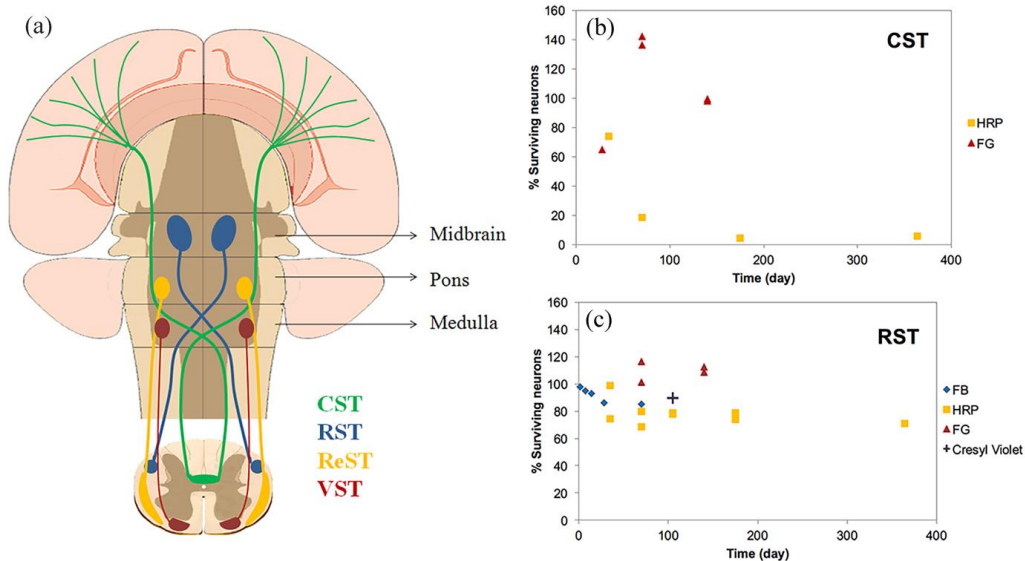 (a)
Midbrain
Pons
Medulla
CST
RST
ReST
VST
(b)
CST
160
140
120
100
80
60
40
20
0
% Surviving neurons
0 100 200 300 400
Time (day)
HRP
FG
(c)
RST
160
140
120
100
80
60
40
20
0
% Surviving neurons
0 100 200 300 400
Time (day)
FB
HRP
FG
Cresyl Violet